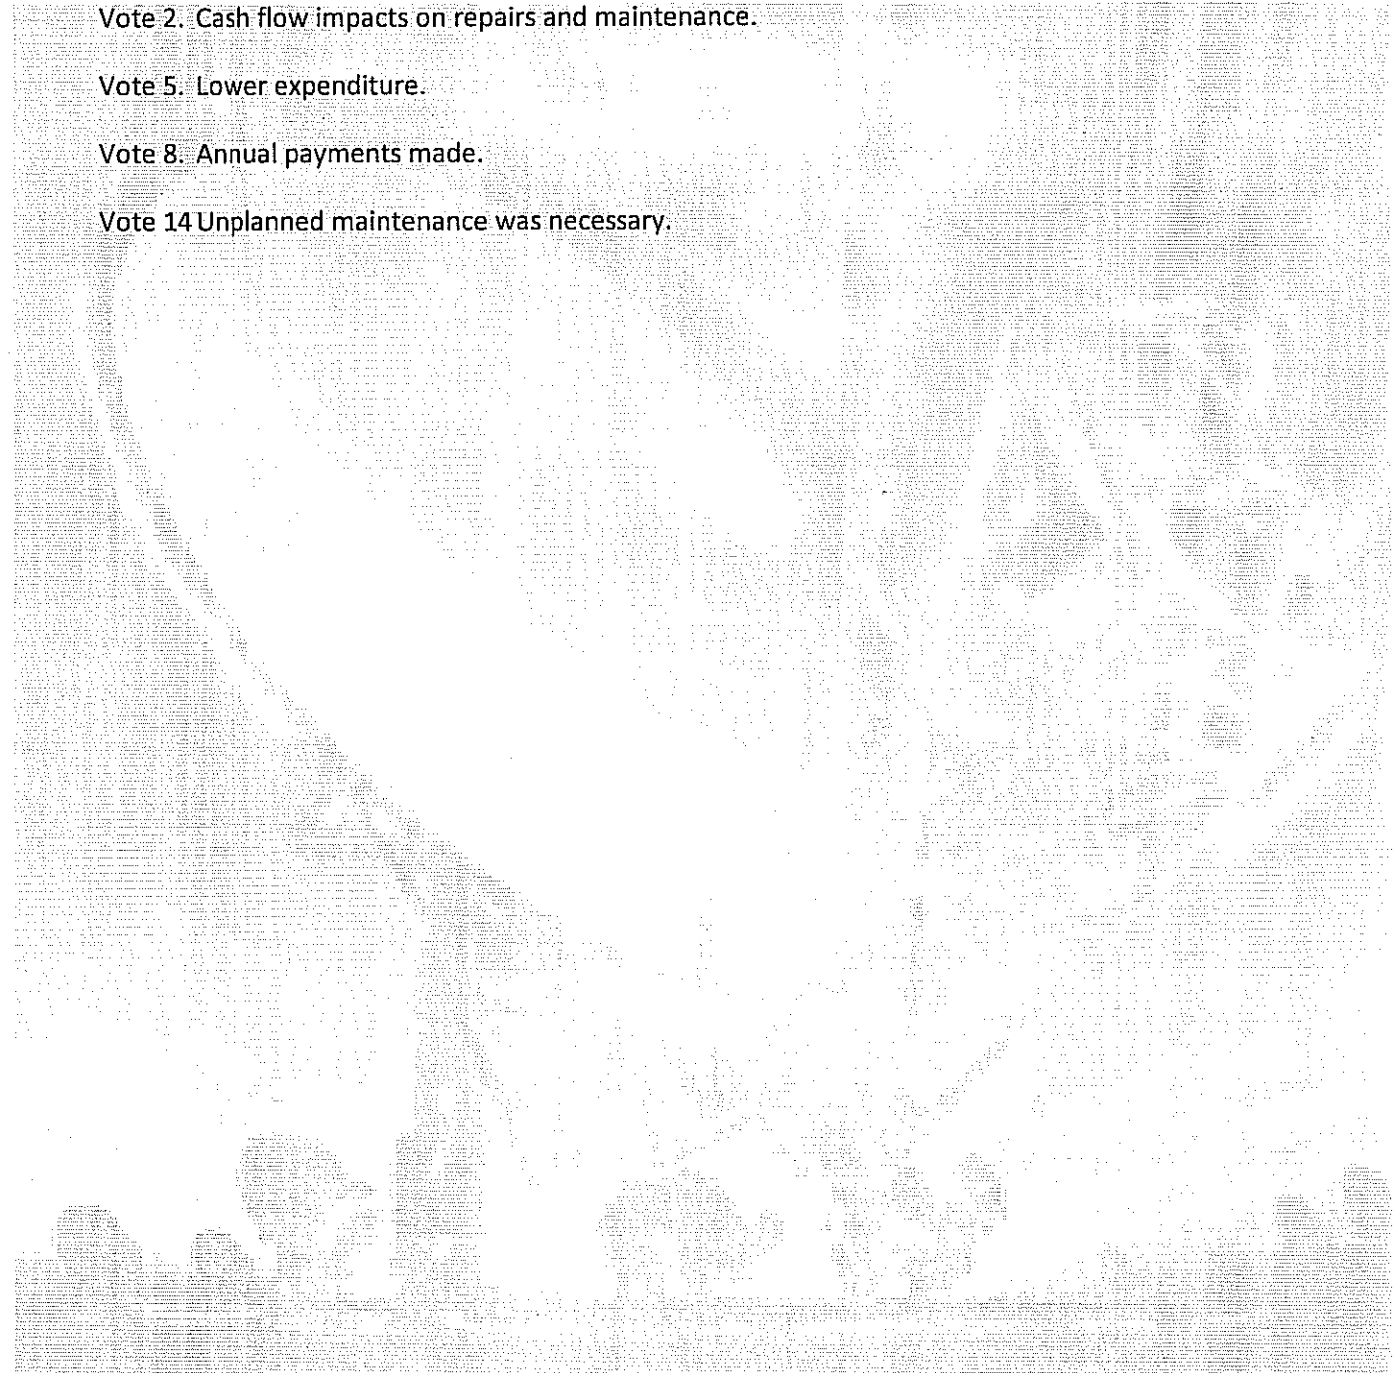 Vote 2. Cash flow impacts on repairs and maintenance.
Vote 5. Lower expenditure.
Vote 8. Annual payments made.
Vote 14 Unplanned maintenance was necessary.